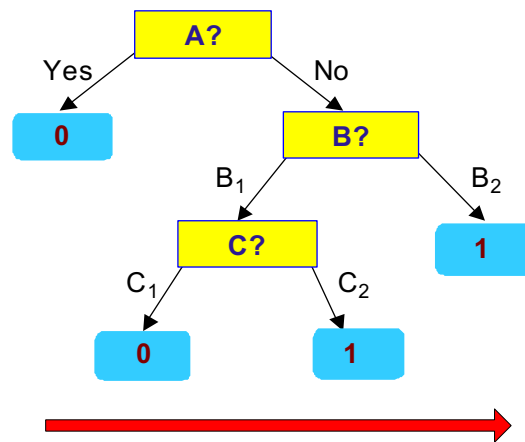 A?
Yes
No
0
B?
B₁
B₂
C?
1
C₁
C₂
0
1